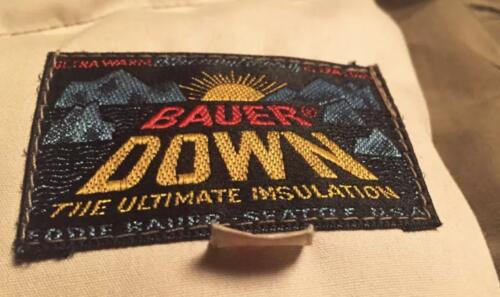 ULTRA WARM
BAUER®
DOWN
THE ULTIMATE INSULATION
EDDIE BAUER, SEATTLE USA